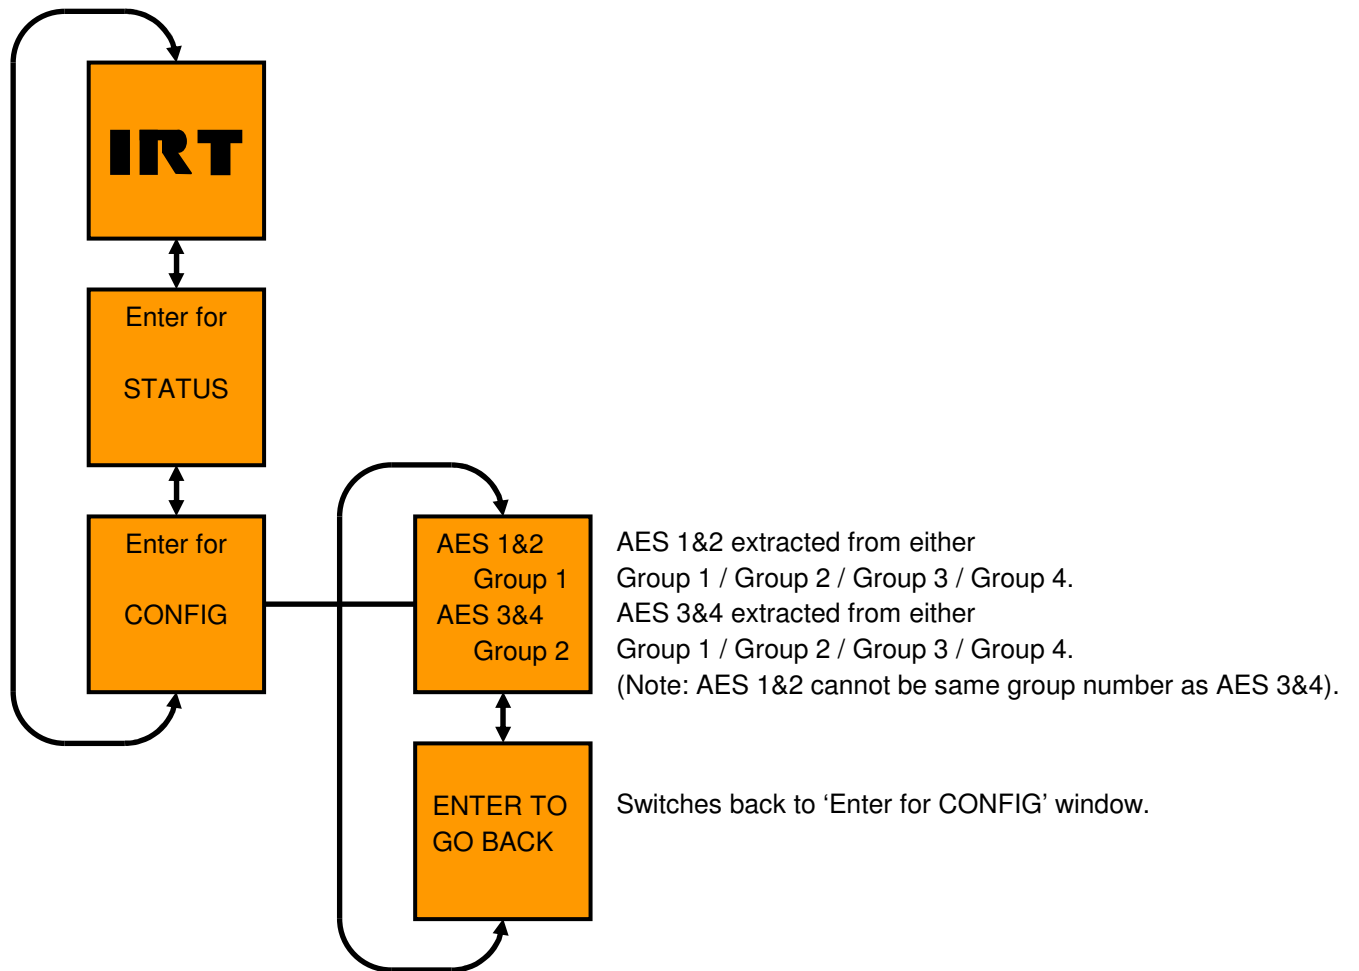 IRT
Enter for
STATUS
Enter for
CONFIG
AES 1&2
Group 1
AES 3&4
Group 2
AES 1&2 extracted from either
Group 1 / Group 2 / Group 3 / Group 4.
AES 3&4 extracted from either
Group 1 / Group 2 / Group 3 / Group 4.
(Note: AES 1&2 cannot be same group number as AES 3&4).
ENTER TO
GO BACK
Switches back to ‘Enter for CONFIG’ window.